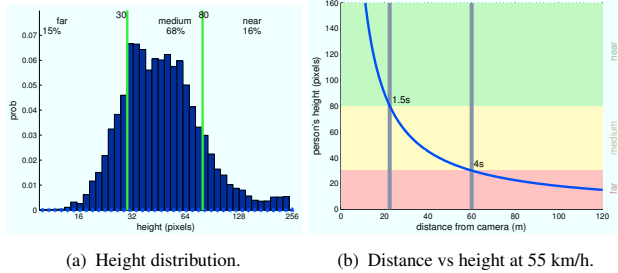 30 80
far medium near
15% 68% 16%
0.07
0.06
0.05
0.04
0.03
0.02
0.01
0
prob
16 32 64 128 256
height (pixels)
(a) Height distribution.
160
140
120
100
80
60
40
20
0
person's height (pixels)
1.5s
4s
near
medium
far
0 20 40 60 80 100 120
distance from camera (m)
(b) Distance vs height at 55 km/h.